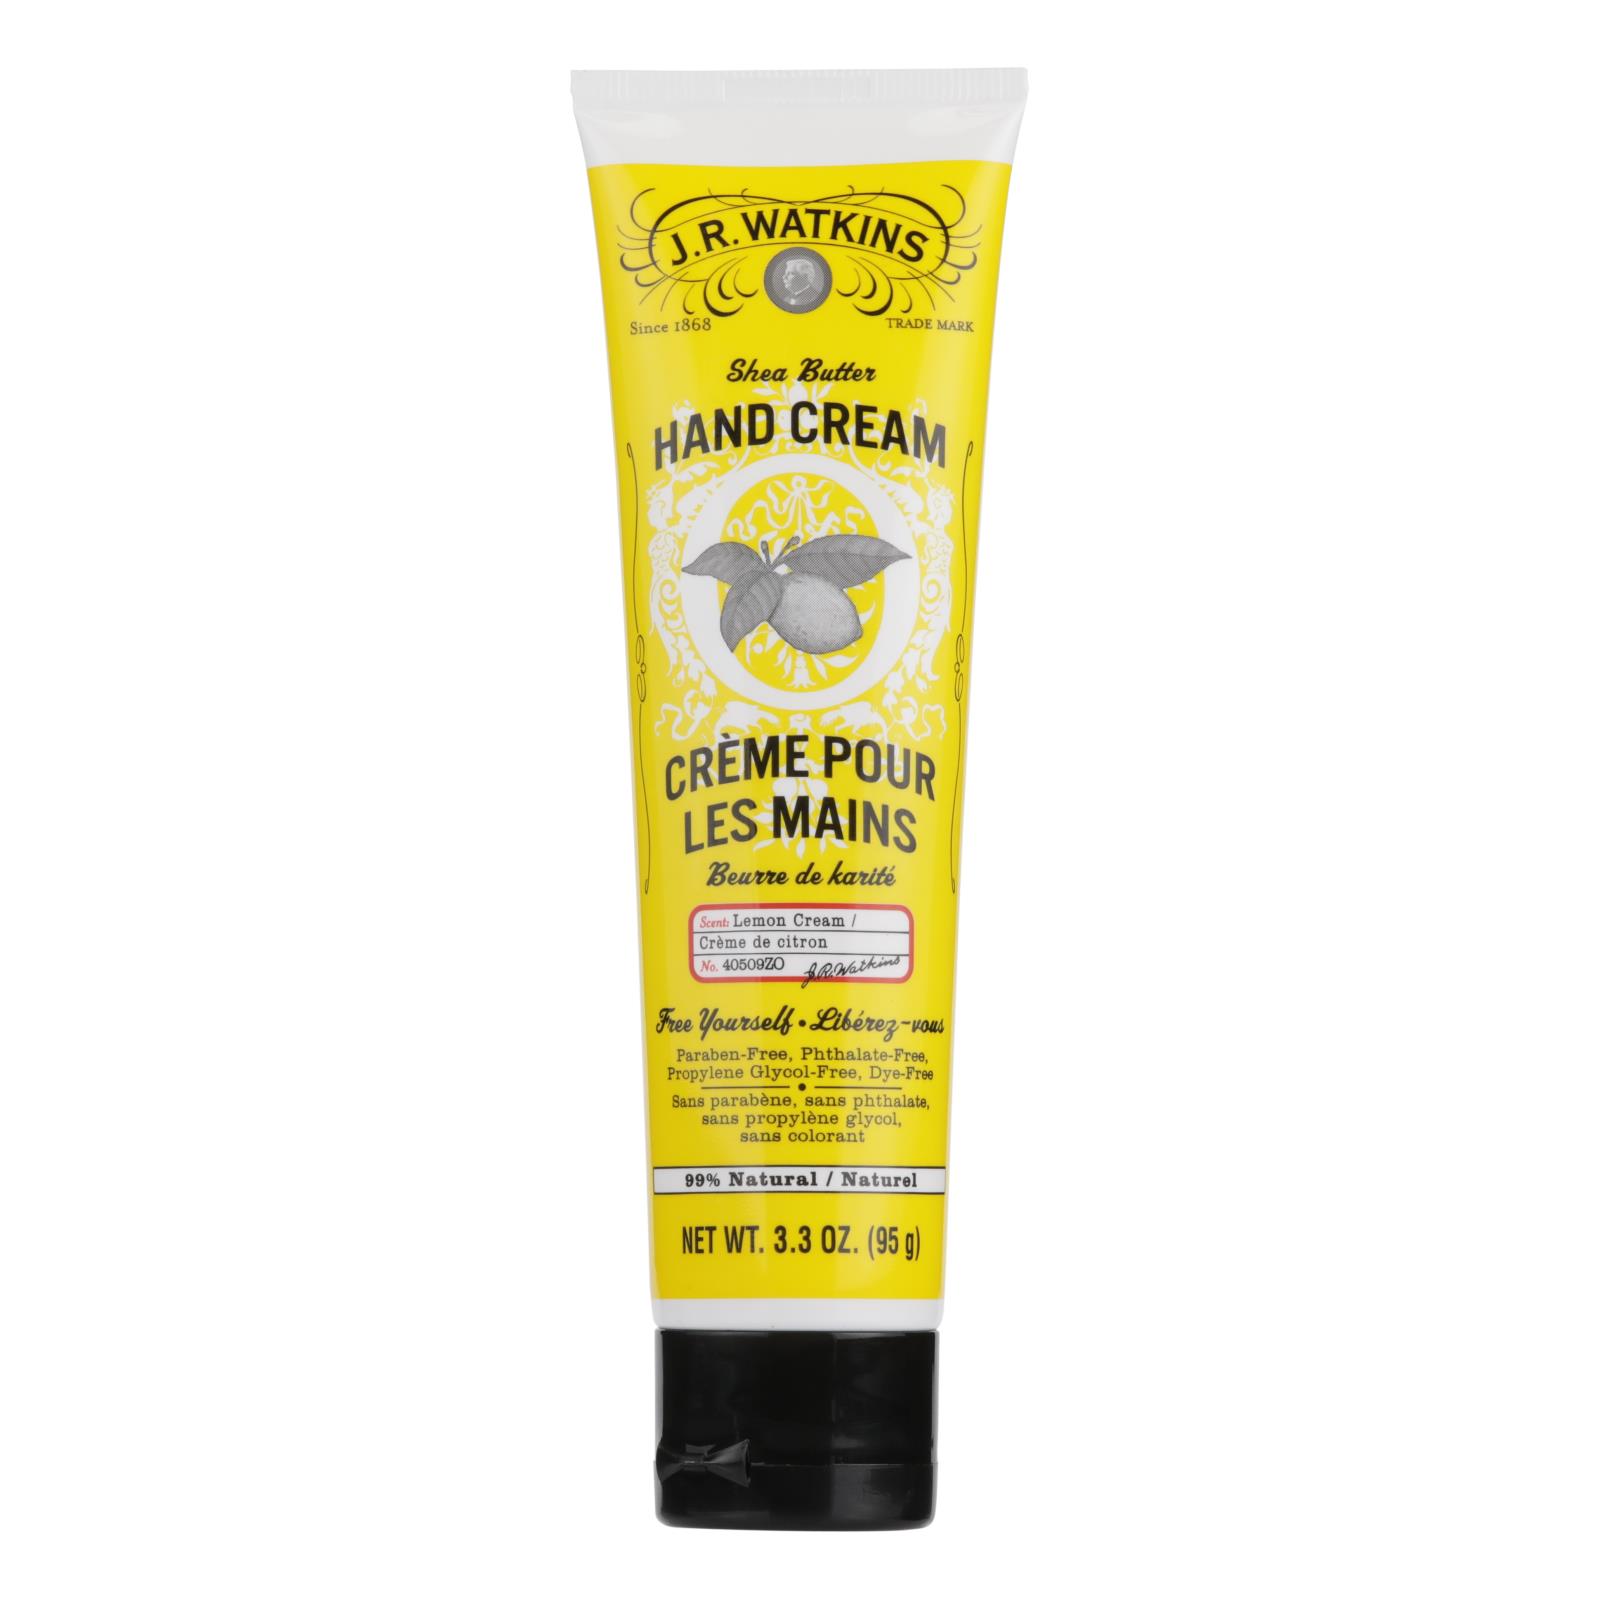 J.R. WATKINS
Since 1868 TRADE MARK
Shea Butter
HAND CREAM
CRÈME POUR
LES MAINS
Beurre de karité
Scent: Lemon Cream /
Crème de citron
No. 40509ZO J.R. Watkins
Free Yourself • Libérez-vous
Paraben-Free, Phthalate-Free,
Propylene Glycol-Free, Dye-Free
Sans parabène, sans phthalate,
sans propylène glycol,
sans colorant
99% Natural / Naturel
NET WT. 3.3 OZ. (95 g)